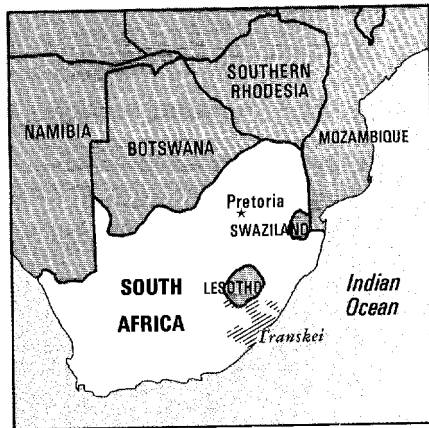 SOUTHERN
RHODESIA
NAMIBIA
BOTSWANA
MOZAMBIQUE
Pretoria
SWAZILAND
SOUTH
AFRICA
LESOTHO
Indian
Ocean
Transkei